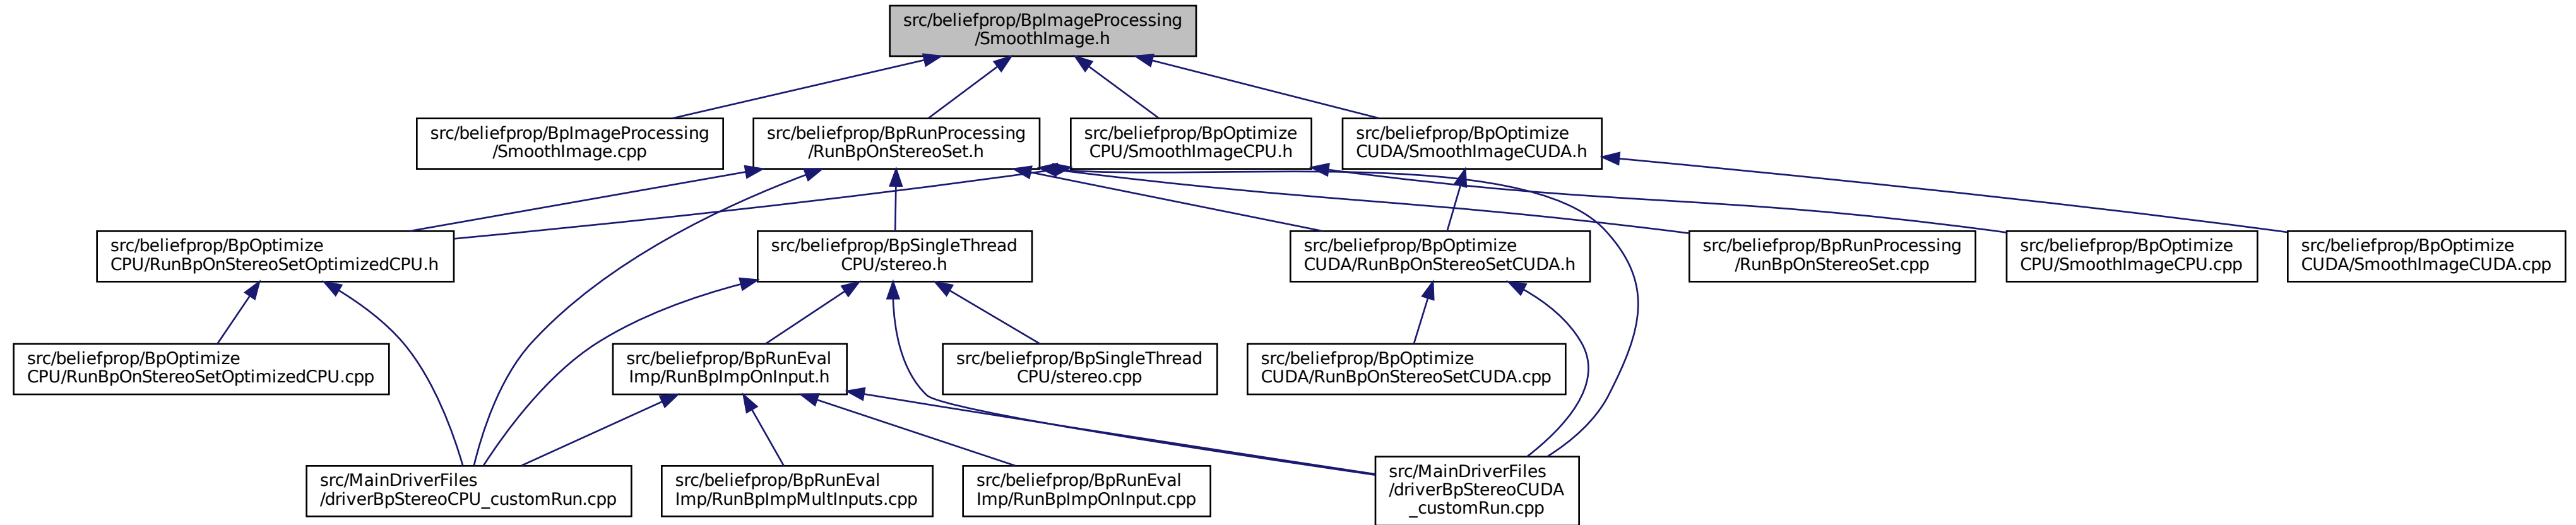 src/beliefprop/BpImageProcessing
/SmoothImage.h
src/beliefprop/BpImageProcessing
/SmoothImage.cpp
src/beliefprop/BpRunProcessing
/RunBpOnStereoSet.h
src/beliefprop/BpOptimize
CPU/SmoothImageCPU.h
src/beliefprop/BpOptimize
CUDA/SmoothImageCUDA.h
src/beliefprop/BpOptimize
CPU/RunBpOnStereoSetOptimizedCPU.h
src/beliefprop/BpSingleThread
CPU/stereo.h
src/beliefprop/BpOptimize
CUDA/RunBpOnStereoSetCUDA.h
src/beliefprop/BpRunProcessing
/RunBpOnStereoSet.cpp
src/beliefprop/BpOptimize
CPU/SmoothImageCPU.cpp
src/beliefprop/BpOptimize
CUDA/SmoothImageCUDA.cpp
src/beliefprop/BpOptimize
CPU/RunBpOnStereoSetOptimizedCPU.cpp
src/beliefprop/BpRunEval
Imp/RunBpImpOnInput.h
src/beliefprop/BpSingleThread
CPU/stereo.cpp
src/beliefprop/BpOptimize
CUDA/RunBpOnStereoSetCUDA.cpp
src/MainDriverFiles
/driverBpStereoCPU_customRun.cpp
src/beliefprop/BpRunEval
Imp/RunBpImpMultInputs.cpp
src/beliefprop/BpRunEval
Imp/RunBpImpOnInput.cpp
src/MainDriverFiles
/driverBpStereoCUDA
_customRun.cpp